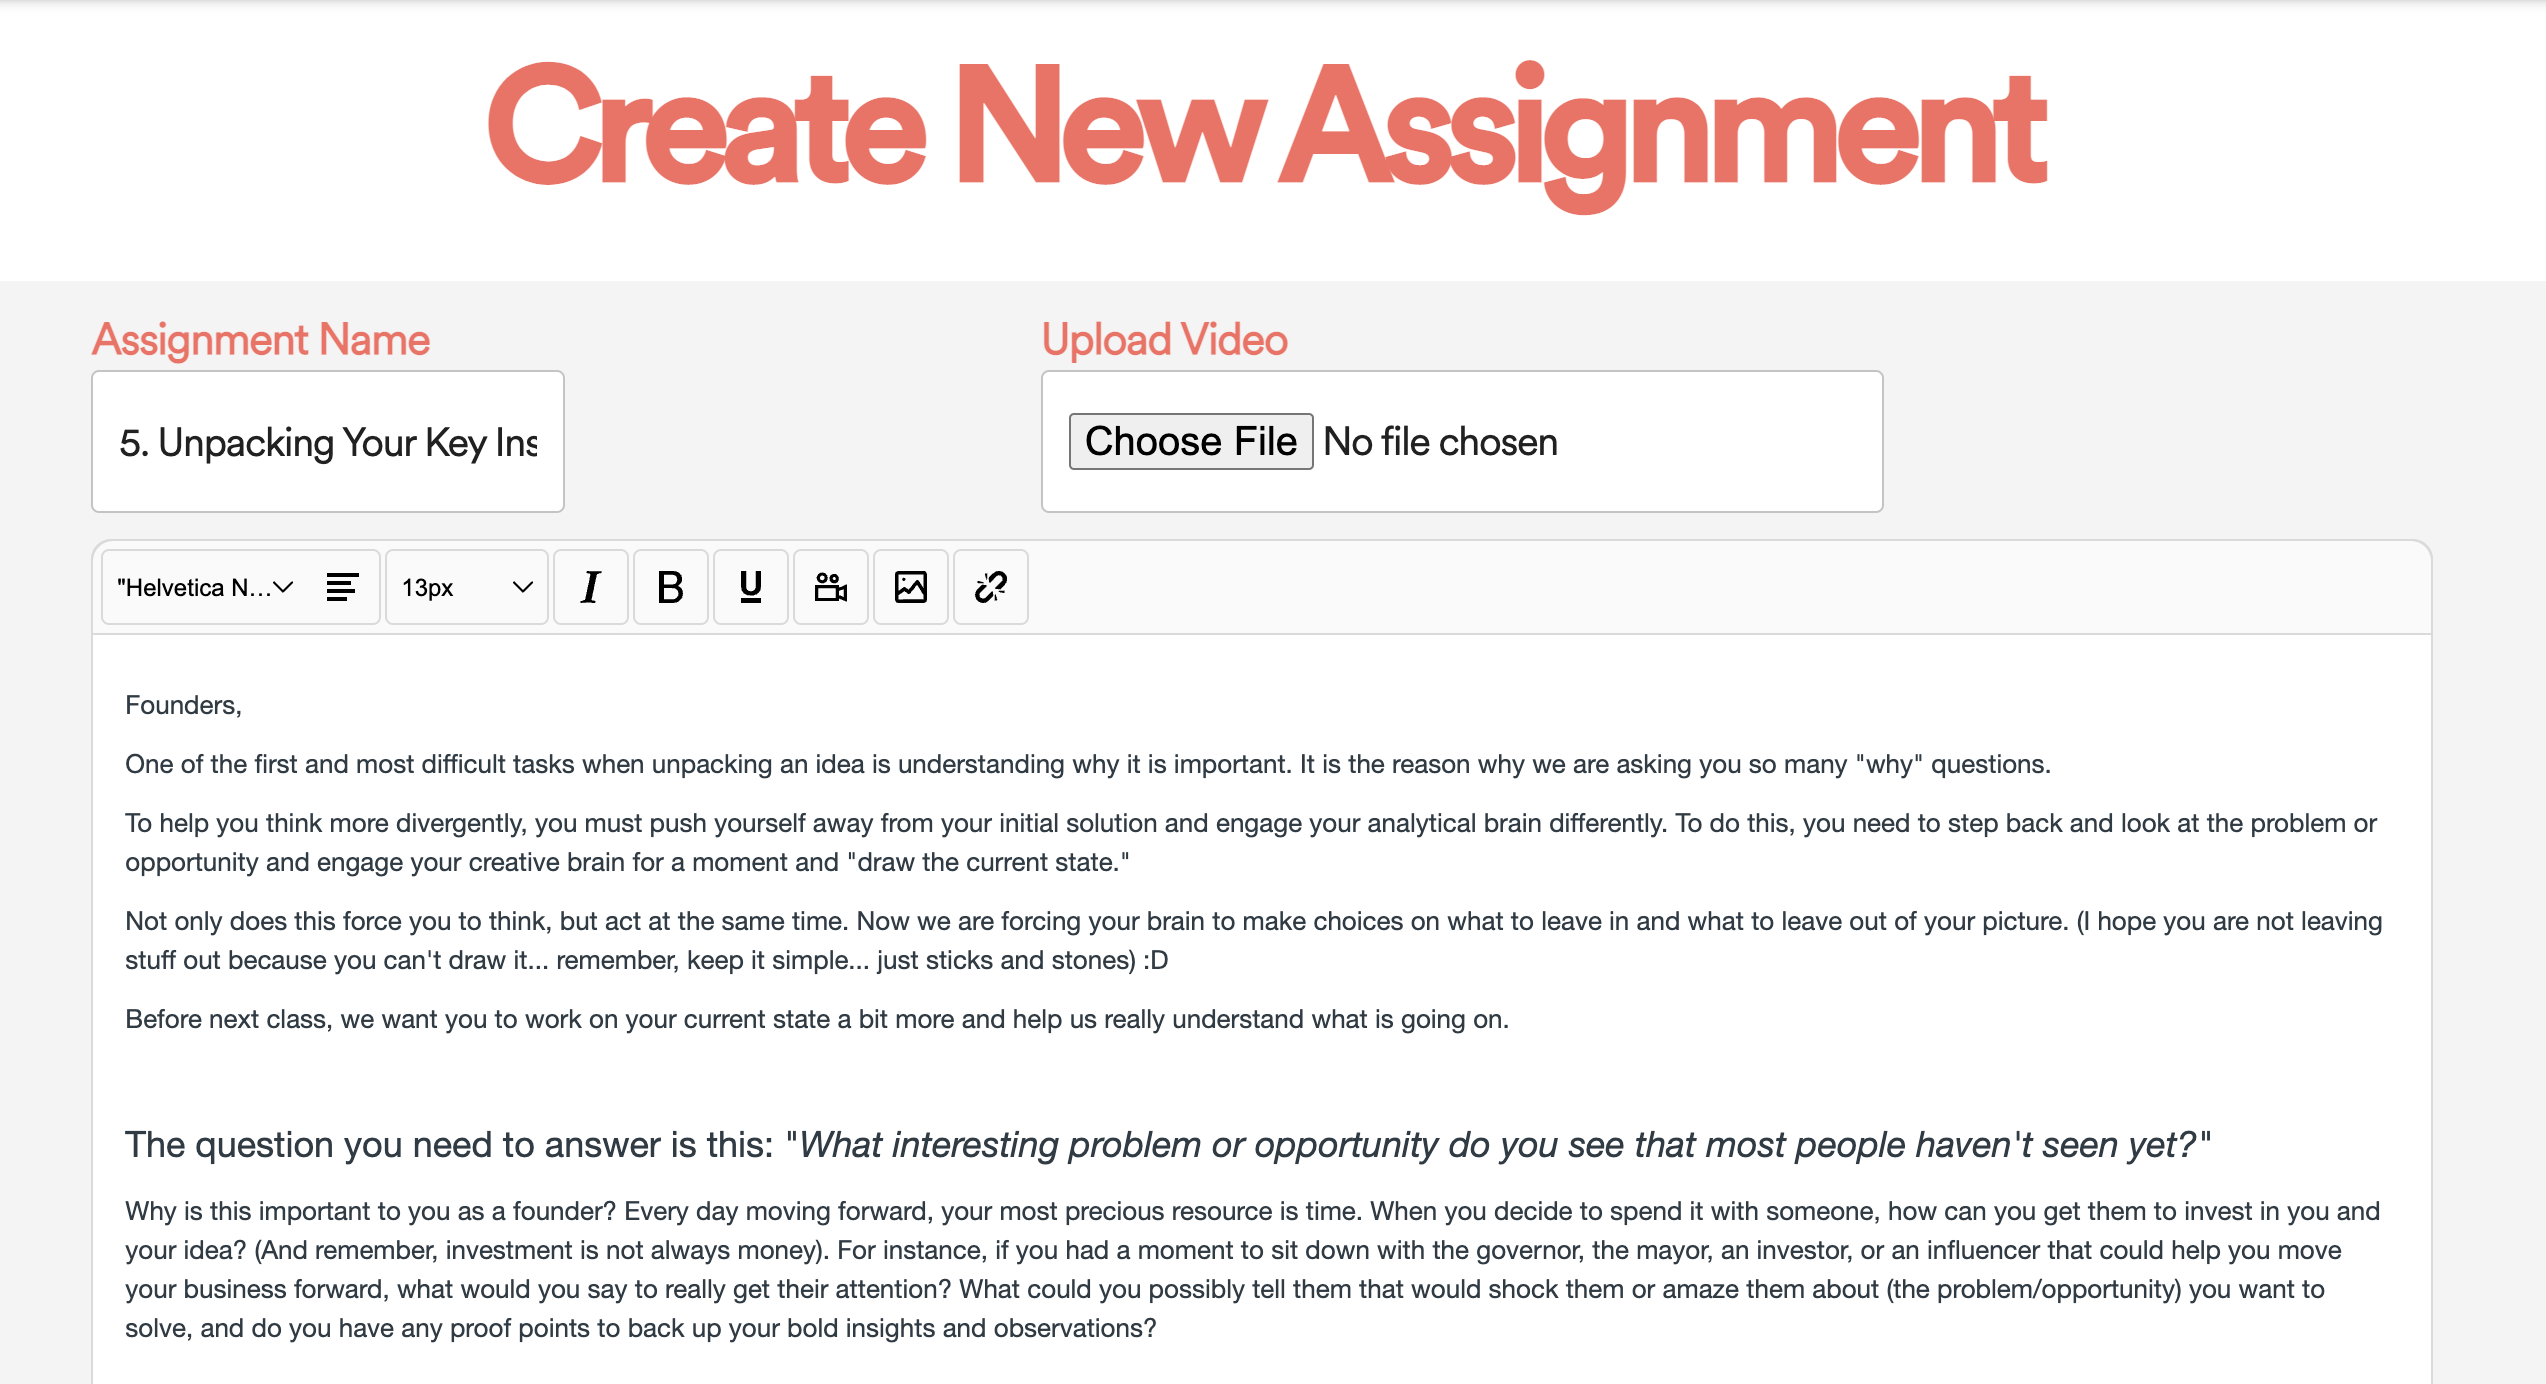 Create New Assignment
Assignment Name
Upload Video
5. Unpacking Your Key Ins
Choose File No file chosen
"Helvetica N...
13px
I
B
U
Founders,
One of the first and most difficult tasks when unpacking an idea is understanding why it is important. It is the reason why we are asking you so many "why" questions.
To help you think more divergently, you must push yourself away from your initial solution and engage your analytical brain differently. To do this, you need to step back and look at the problem or
opportunity and engage your creative brain for a moment and "draw the current state."
Not only does this force you to think, but act at the same time. Now we are forcing your brain to make choices on what to leave in and what to leave out of your picture. (I hope you are not leaving
stuff out because you can't draw it... remember, keep it simple... just sticks and stones) :D
Before next class, we want you to work on your current state a bit more and help us really understand what is going on.
The question you need to answer is this: "What interesting problem or opportunity do you see that most people haven't seen yet?"
Why is this important to you as a founder? Every day moving forward, your most precious resource is time. When you decide to spend it with someone, how can you get them to invest in you and
your idea? (And remember, investment is not always money). For instance, if you had a moment to sit down with the governor, the mayor, an investor, or an influencer that could help you move
your business forward, what would you say to really get their attention? What could you possibly tell them that would shock them or amaze them about (the problem/opportunity) you want to
solve, and do you have any proof points to back up your bold insights and observations?